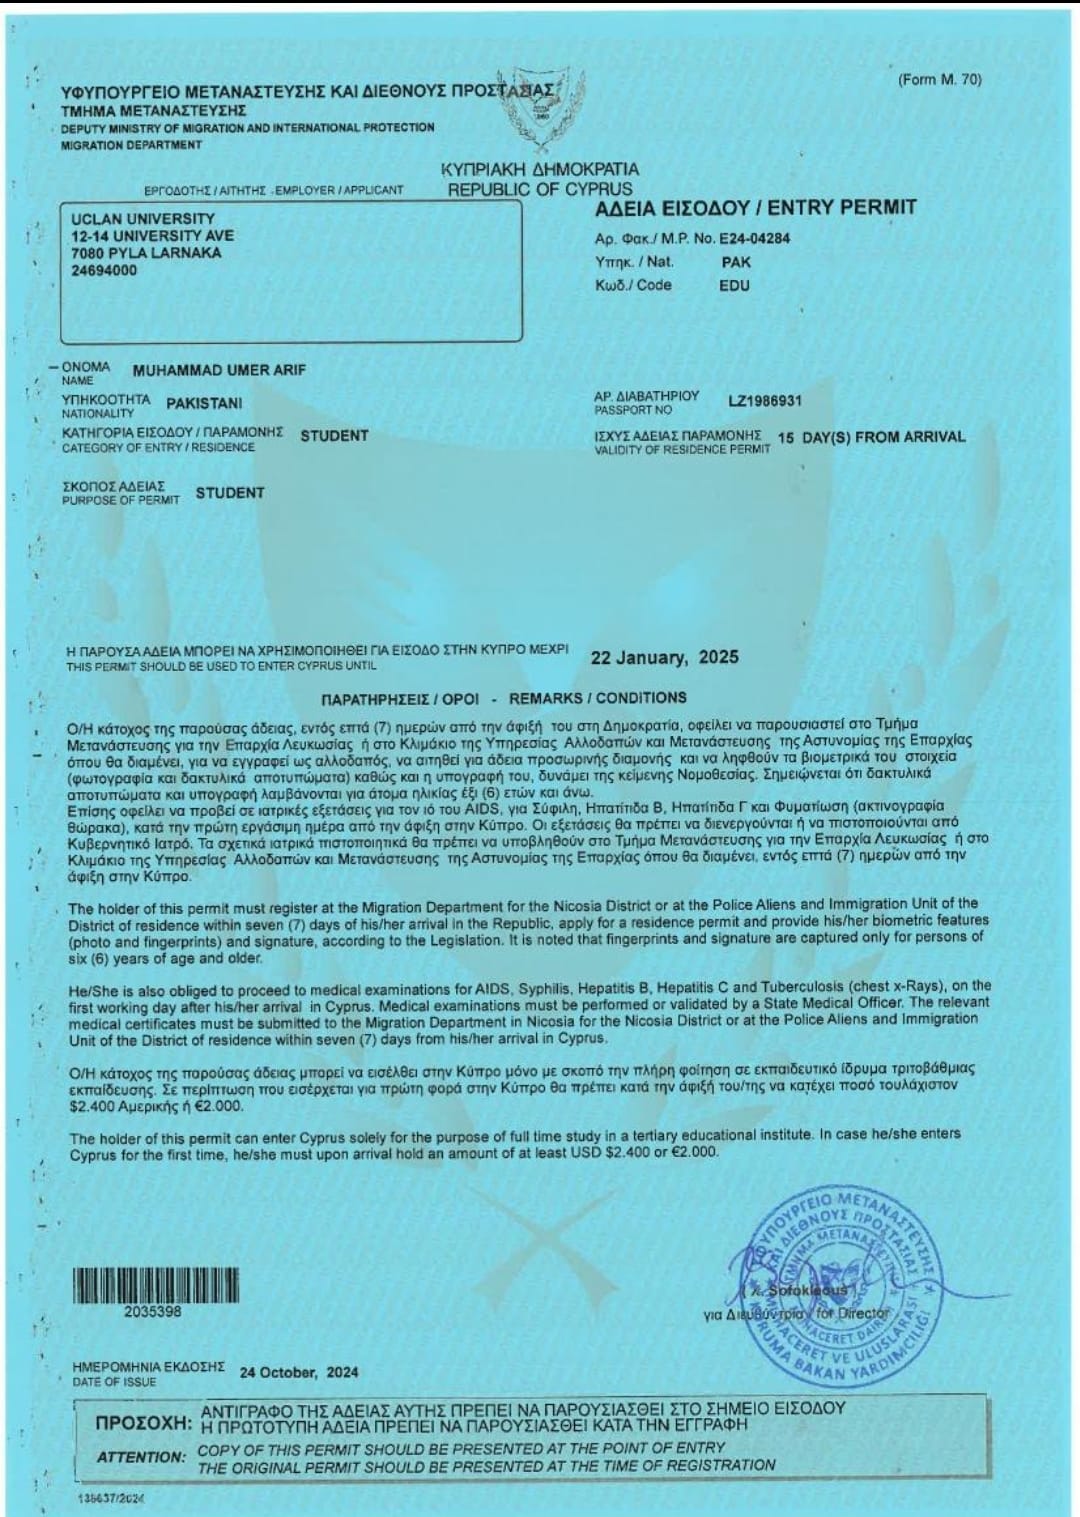 (Form M. 70)
ΥΦΥΠΟΥΡΓΕΙΟ ΜΕΤΑΝΑΣΤΕΥΣΗΣ ΚΑΙ ΔΙΕΘΝΟΥΣ ΠΡΟΣΤΑΣΙΑΣ
ΤΜΗΜΑ ΜΕΤΑΝΑΣΤΕΥΣΗΣ
DEPUTY MINISTRY OF MIGRATION AND INTERNATIONAL PROTECTION
MIGRATION DEPARTMENT
ΚΥΠΡΙΑΚΗ ΔΗΜΟΚΡΑΤΙΑ
REPUBLIC OF CYPRUS
ΕΡΓΟΔΟΤΗΣ / ΑΙΤΗΤΗΣ - EMPLOYER / APPLICANT
UCLAN UNIVERSITY
12-14 UNIVERSITY AVE
7080 PYLA LARNAKA
24694000
ΑΔΕΙΑ ΕΙΣΟΔΟΥ / ENTRY PERMIT
Αρ. Φακ./ M.P. No. E24-04284
Υπηκ. / Nat. PAK
Κωδ./ Code EDU
ΟΝΟΜΑ MUHAMMAD UMER ARIF
NAME
ΥΠΗΚΟΟΤΗΤΑ PAKISTANI
NATIONALITY
ΑΡ. ΔΙΑΒΑΤΗΡΙΟΥ LZ1986931
PASSPORT NO
ΚΑΤΗΓΟΡΙΑ ΕΙΣΟΔΟΥ / ΠΑΡΑΜΟΝΗΣ STUDENT
CATEGORY OF ENTRY / RESIDENCE
ΙΣΧΥΣ ΑΔΕΙΑΣ ΠΑΡΑΜΟΝΗΣ 15 DAY(S) FROM ARRIVAL
VALIDITY OF RESIDENCE PERMIT
ΣΚΟΠΟΣ ΑΔΕΙΑΣ STUDENT
PURPOSE OF PERMIT
Η ΠΑΡΟΥΣΑ ΑΔΕΙΑ ΜΠΟΡΕΙ ΝΑ ΧΡΗΣΙΜΟΠΟΙΗΘΕΙ ΓΙΑ ΕΙΣΟΔΟ ΣΤΗΝ ΚΥΠΡΟ ΜΕΧΡΙ 22 January, 2025
THIS PERMIT SHOULD BE USED TO ENTER CYPRUS UNTIL
ΠΑΡΑΤΗΡΗΣΕΙΣ / ΟΡΟΙ - REMARKS / CONDITIONS
Ο/Η κάτοχος της παρούσας άδειας, εντός επτά (7) ημερών από την άφιξή του στη Δημοκρατία, οφείλει να παρουσιαστεί στο Τμήμα
Μετανάστευσης για την Επαρχία Λευκωσίας ή στο Κλιμάκιο της Υπηρεσίας Αλλοδαπών και Μετανάστευσης της Αστυνομίας της Επαρχίας
όπου θα διαμένει, για να εγγραφεί ως αλλοδαπός, να αιτηθεί για άδεια προσωρινής διαμονής και να ληφθούν τα βιομετρικά του στοιχεία
(φωτογραφία και δακτυλικά αποτυπώματα) καθώς και η υπογραφή του, δυνάμει της κείμενης Νομοθεσίας. Σημειώνεται ότι δακτυλικά
αποτυπώματα και υπογραφή λαμβάνονται για άτομα ηλικίας έξι (6) ετών και άνω.
Επίσης οφείλει να προβεί σε ιατρικές εξετάσεις για τον ιό του AIDS, για Σύφιλη, Ηπατίτιδα Β, Ηπατίτιδα Γ και Φυματίωση (ακτινογραφία
θώρακα), κατά την πρώτη εργάσιμη ημέρα από την άφιξη στην Κύπρο. Οι εξετάσεις θα πρέπει να διενεργούνται ή να πιστοποιούνται από
Κυβερνητικό Ιατρό. Τα σχετικά ιατρικά πιστοποιητικά θα πρέπει να υποβληθούν στο Τμήμα Μετανάστευσης για την Επαρχία Λευκωσίας ή στο
Κλιμάκιο της Υπηρεσίας Αλλοδαπών και Μετανάστευσης της Αστυνομίας της Επαρχίας όπου θα διαμένει, εντός επτά (7) ημερών από την
άφιξη στην Κύπρο.
The holder of this permit must register at the Migration Department for the Nicosia District or at the Police Aliens and Immigration Unit of the
District of residence within seven (7) days of his/her arrival in the Republic, apply for a residence permit and provide his/her biometric features
(photo and fingerprints) and signature, according to the Legislation. It is noted that fingerprints and signature are captured only for persons of
six (6) years of age and older.
He/She is also obliged to proceed to medical examinations for AIDS, Syphilis, Hepatitis B, Hepatitis C and Tuberculosis (chest x-Rays), on the
first working day after his/her arrival in Cyprus. Medical examinations must be performed or validated by a State Medical Officer. The relevant
medical certificates must be submitted to the Migration Department in Nicosia for the Nicosia District or at the Police Aliens and Immigration
Unit of the District of residence within seven (7) days from his/her arrival in Cyprus.
Ο/Η κάτοχος της παρούσας άδειας μπορεί να εισέλθει στην Κύπρο μόνο με σκοπό την πλήρη φοίτηση σε εκπαιδευτικό ίδρυμα τριτοβάθμιας
εκπαίδευσης. Σε περίπτωση που εισέρχεται για πρώτη φορά στην Κύπρο θα πρέπει κατά την άφιξή του/της να κατέχει ποσό τουλάχιστον
$2.400 Αμερικής ή €2.000.
The holder of this permit can enter Cyprus solely for the purpose of full time study in a tertiary educational institute. In case he/she enters
Cyprus for the first time, he/she must upon arrival hold an amount of at least USD $2.400 or €2.000.
ΥΦΥΠΟΥΡΓΕΙΟ ΜΕΤΑΝΑΣΤΕΥΣΗΣ
ΚΑΙ ΔΙΕΘΝΟΥΣ ΠΡΟΣΤΑΣΙΑΣ
ΤΜΗΜΑ ΜΕΤΑΝΑΣΤΕΥΣΗΣ
MUHACERET DAIRESI
MUHACERET VE ULUSLARASI
KORUMA BAKAN YARDIMCILIĞI
Sofokleous )
για Διευθύντρια / for Director
2035398
ΗΜΕΡΟΜΗΝΙΑ ΕΚΔΟΣΗΣ 24 October, 2024
DATE OF ISSUE
ΠΡΟΣΟΧΗ: ΑΝΤΙΓΡΑΦΟ ΤΗΣ ΑΔΕΙΑΣ ΑΥΤΗΣ ΠΡΕΠΕΙ ΝΑ ΠΑΡΟΥΣΙΑΣΘΕΙ ΣΤΟ ΣΗΜΕΙΟ ΕΙΣΟΔΟΥ
Η ΠΡΩΤΟΤΥΠΗ ΑΔΕΙΑ ΠΡΕΠΕΙ ΝΑ ΠΑΡΟΥΣΙΑΣΘΕΙ ΚΑΤΑ ΤΗΝ ΕΓΓΡΑΦΗ
ATTENTION: COPY OF THIS PERMIT SHOULD BE PRESENTED AT THE POINT OF ENTRY
THE ORIGINAL PERMIT SHOULD BE PRESENTED AT THE TIME OF REGISTRATION